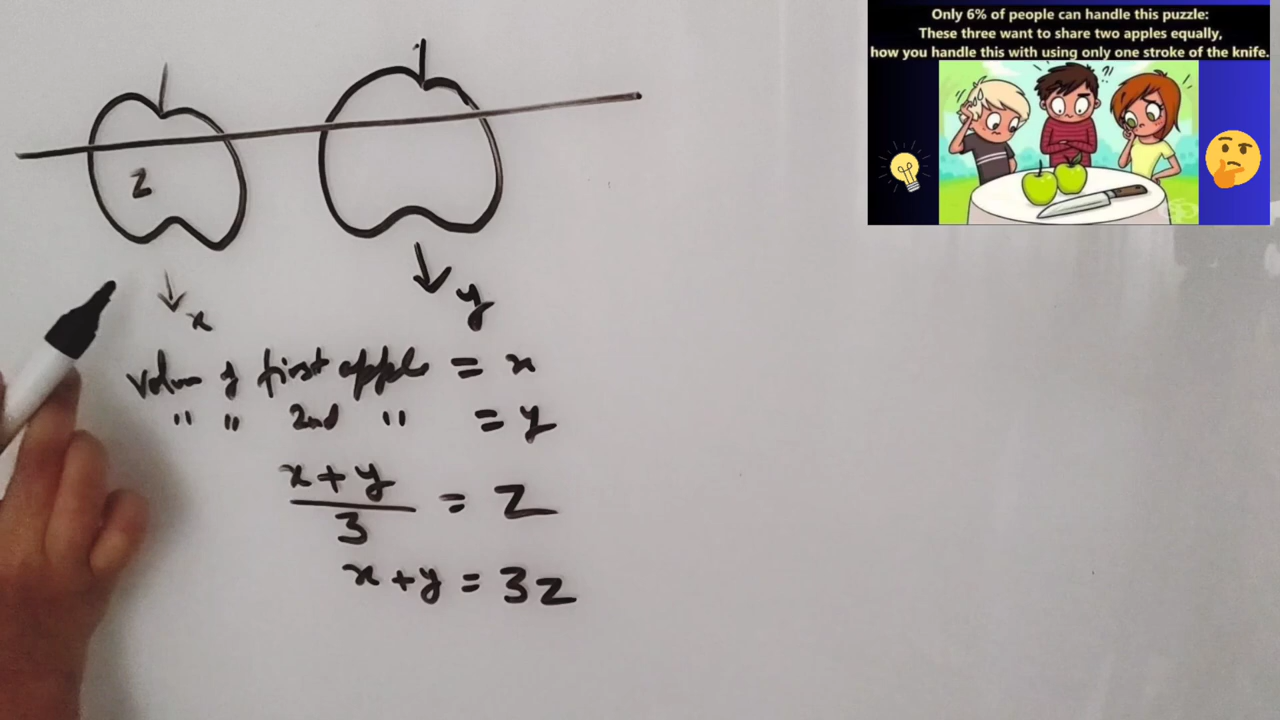 Only 6% of people can handle this puzzle:
These three want to share two apples equally,
how you handle this with using only one stroke of the knife.
z
x
y
volum of first apple = x
" " 2nd " = y
x + y
3
= z
x + y = 3z